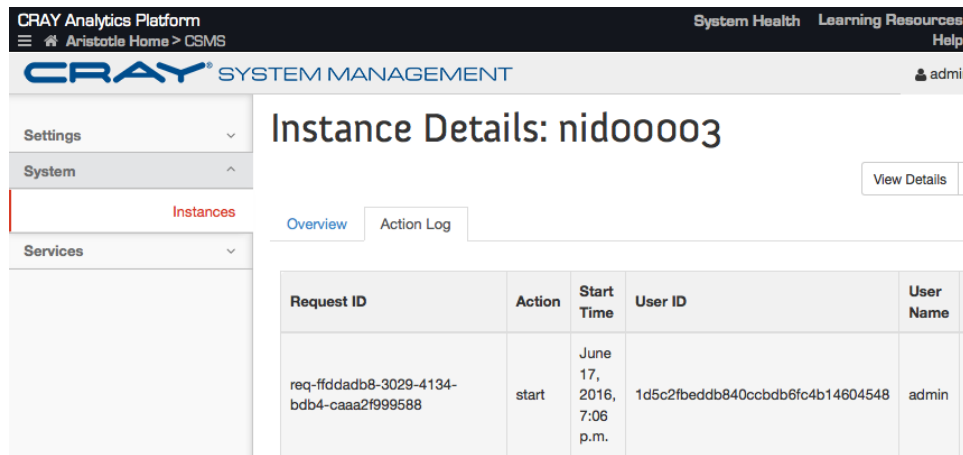 CRAY Analytics Platform
System Health Learning Resources
Aristotle Home > CSMS
Help
CRAY® SYSTEM MANAGEMENT
admi
Instance Details: nid00003
Settings
System
View Details
Instances
Overview Action Log
Services
Request ID Action Start Time User ID User Name
req-ffddadb8-3029-4134-
bdb4-caaa2f999588
start
June
17,
2016,
7:06
p.m.
1d5c2fbeddb840ccbdb6fc4b14604548
admin